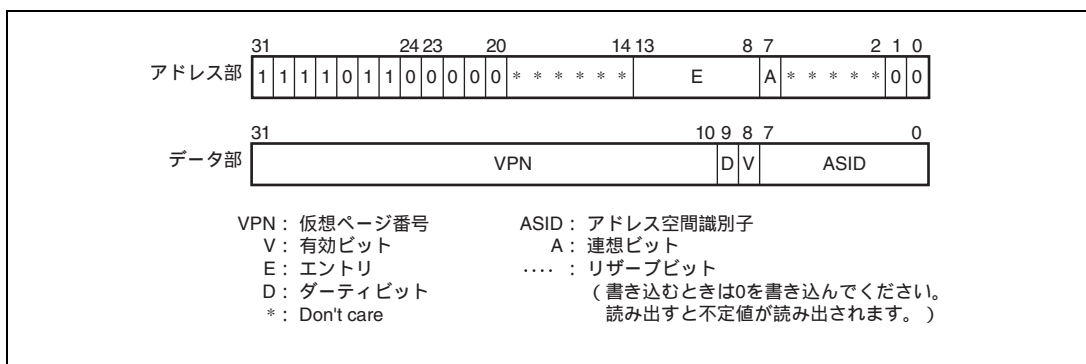 31 24 23 20 14 13 8 7 2 1 0
アドレス部 1 1 1 1 0 1 1 0 0 0 0 0 * * * * * * E A * * * * * 0 0
31 10 9 8 7 0
データ部 VPN D V ASID
VPN : 仮想ページ番号 ASID : アドレス空間識別子
V : 有効ビット A : 連想ビット
E : エントリ ‥‥ : リザーブビット
D : ダーティビット (書き込むときは0を書き込んでください。
* : Don't care 読み出すと不定値が読み出されます。)